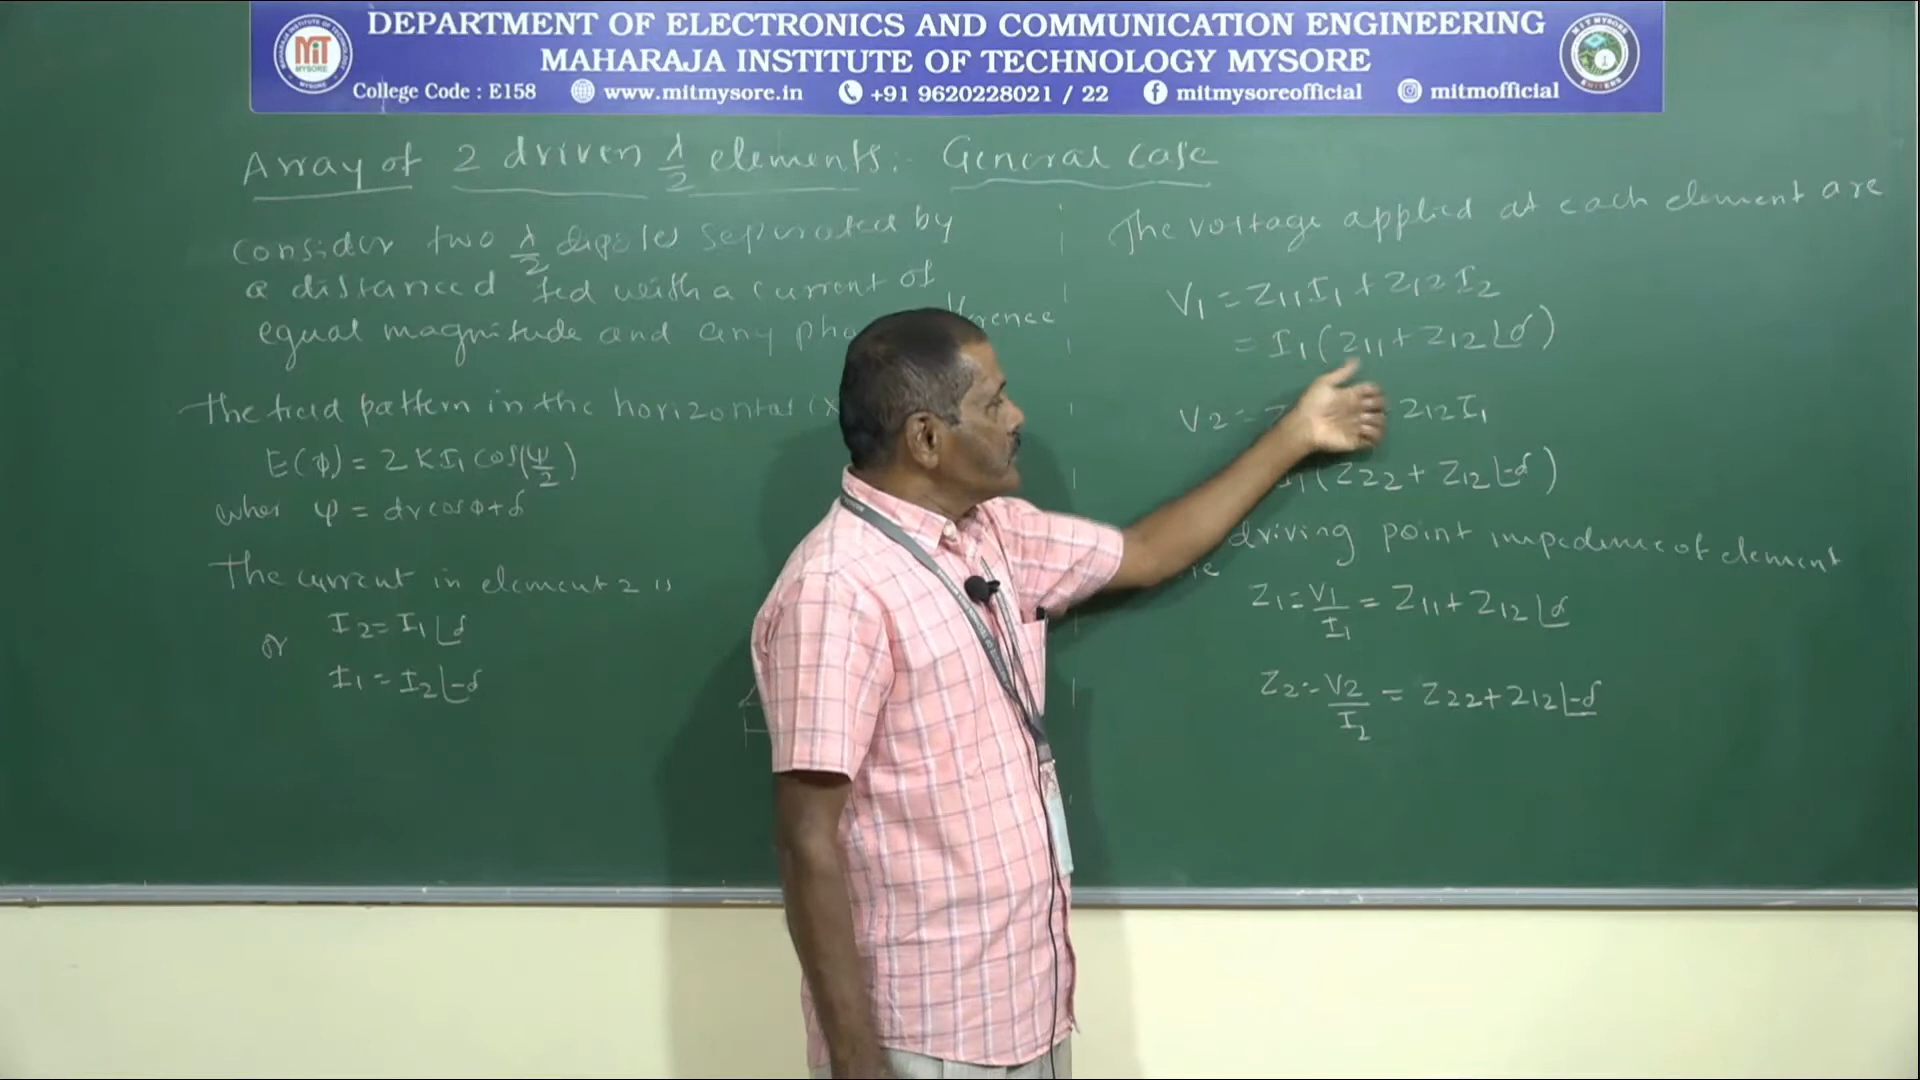 DEPARTMENT OF ELECTRONICS AND COMMUNICATION ENGINEERING
MAHARAJA INSTITUTE OF TECHNOLOGY MYSORE
College Code : E158 www.mitmysore.in +91 9620228021 / 22 mitmysoreofficial mitmofficial
MIT
MYSORE
Array of 2 driven λ/2 elements:- General case
Consider two λ/2 dipoles separated by
a distance d fed with a current of
equal magnitude and any
The field pattern in the horizontal (X
E(φ) = 2KI1 cos(ψ/2)
wher ψ = dr cosφ+δ
The current in element 2 is
I2 = I1∠δ
or
I1 = I2∠-δ
The voltage applied at each element are
V1 = Z11I1 + Z12I2
= I1(Z11 + Z12∠δ)
V2 = Z12I1
I1(Z22 + Z12∠-δ)
ie driving point impedance of element
Z1 = V1/I1 = Z11 + Z12∠δ
Z2 = V2/I2 = Z22 + Z12∠-δ